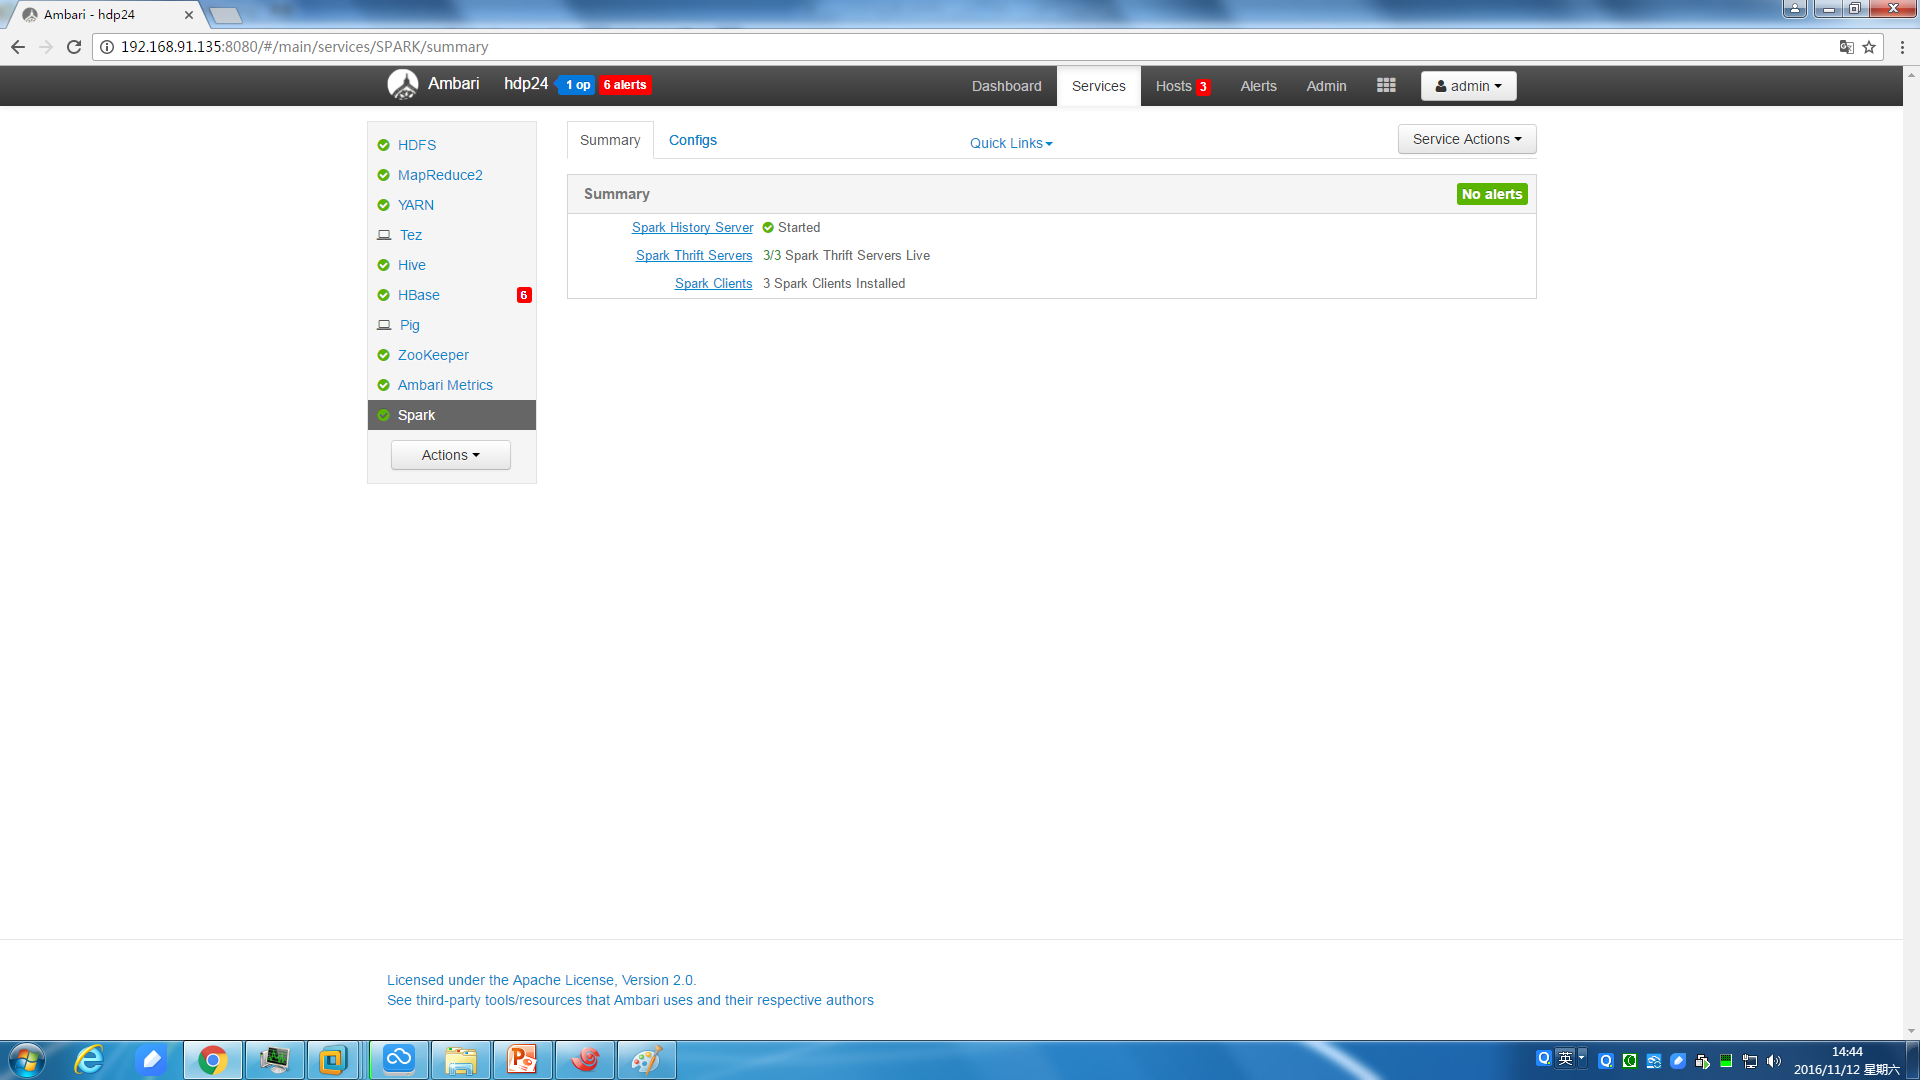 Ambari - hdp24
192.168.91.135:8080/#/main/services/SPARK/summary
Ambari hdp24 1 op 6 alerts Dashboard Services Hosts 3 Alerts Admin admin
HDFS
MapReduce2
YARN
Tez
Hive
HBase 6
Pig
ZooKeeper
Ambari Metrics
Spark
Actions
Summary Configs Quick Links Service Actions
Summary No alerts
Spark History Server Started
Spark Thrift Servers 3/3 Spark Thrift Servers Live
Spark Clients 3 Spark Clients Installed
Licensed under the Apache License, Version 2.0.
See third-party tools/resources that Ambari uses and their respective authors
英
14:44
2016/11/12 星期六